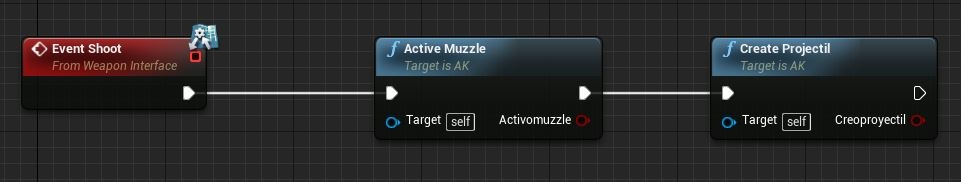 Event Shoot
From Weapon Interface
Active Muzzle
Target is AK
Target self
Activomuzzle
Create Projectil
Target is AK
Target self
Creoproyectil